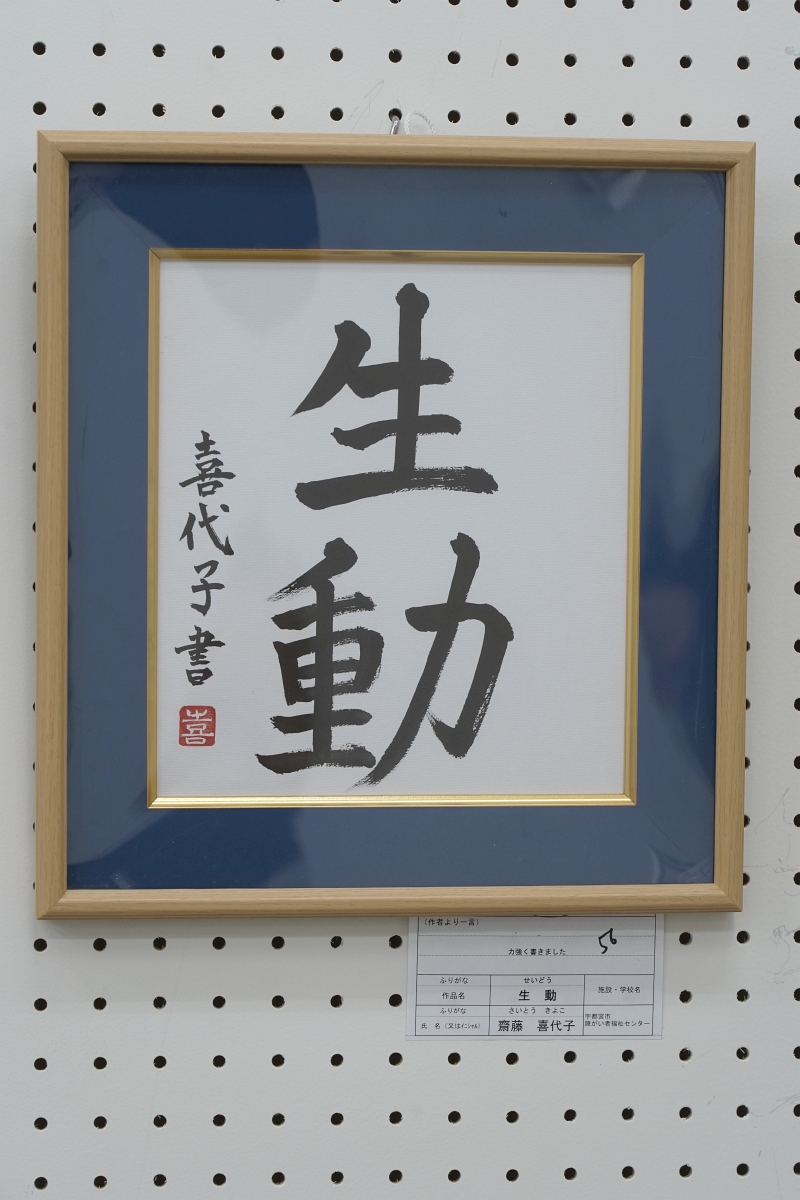 生動
喜代子書
喜
(作者より一言)
力強く書きました
56
ふりがな せいどう
作品名 生 動 施設・学校名
ふりがな さいとう きよこ
氏 名 (又はｲﾆｼｬﾙ) 齋藤 喜代子 宇都宮市
障がい者福祉センター